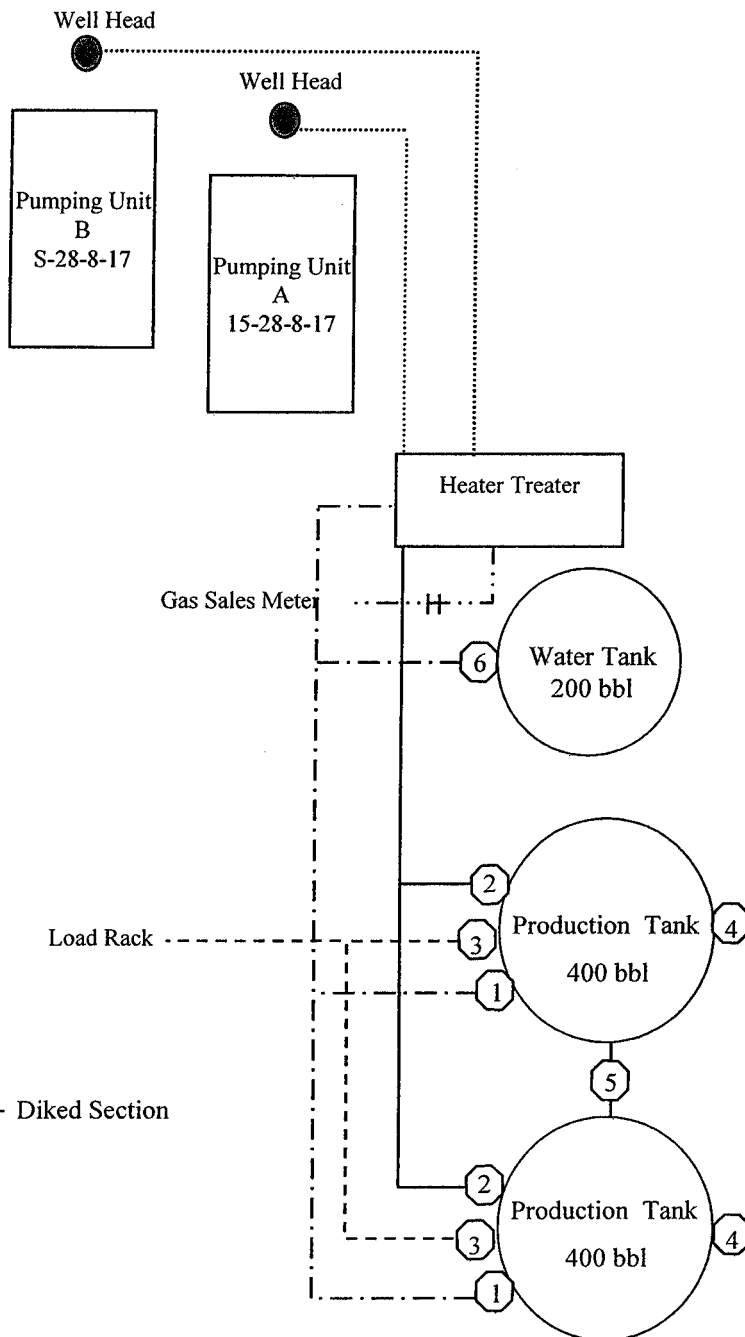 Well Head
Well Head
Pumping Unit
B
S-28-8-17
Pumping Unit
A
15-28-8-17
Heater Treater
Gas Sales Meter
6
Water Tank
200 bbl
2
Production Tank
400 bbl
4
Load Rack
3
1
5
Diked Section
2
Production Tank
400 bbl
4
3
1